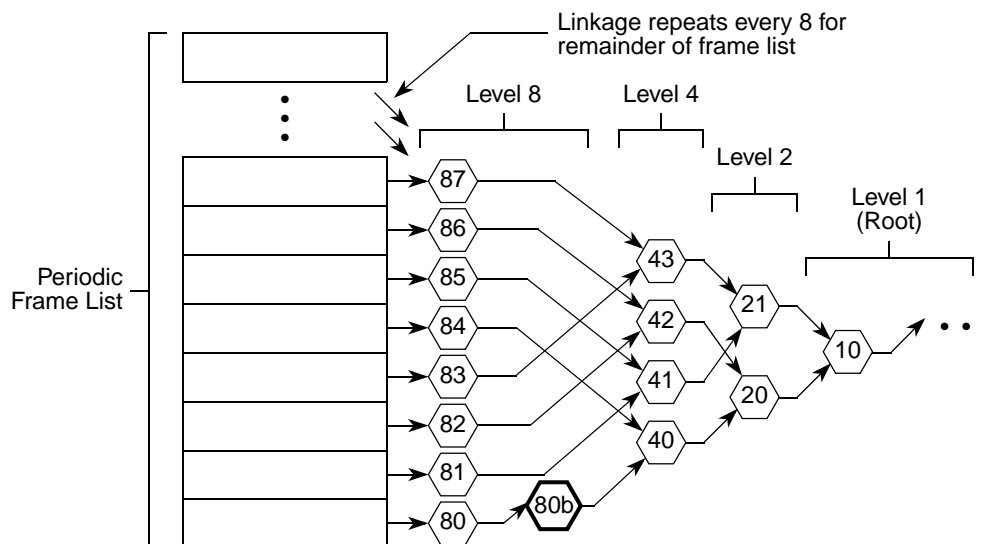 Linkage repeats every 8 for
remainder of frame list
Level 8
Level 4
Level 2
Level 1
(Root)
Periodic
Frame List
87
86
85
84
83
82
81
80
80b
43
42
41
40
21
20
10